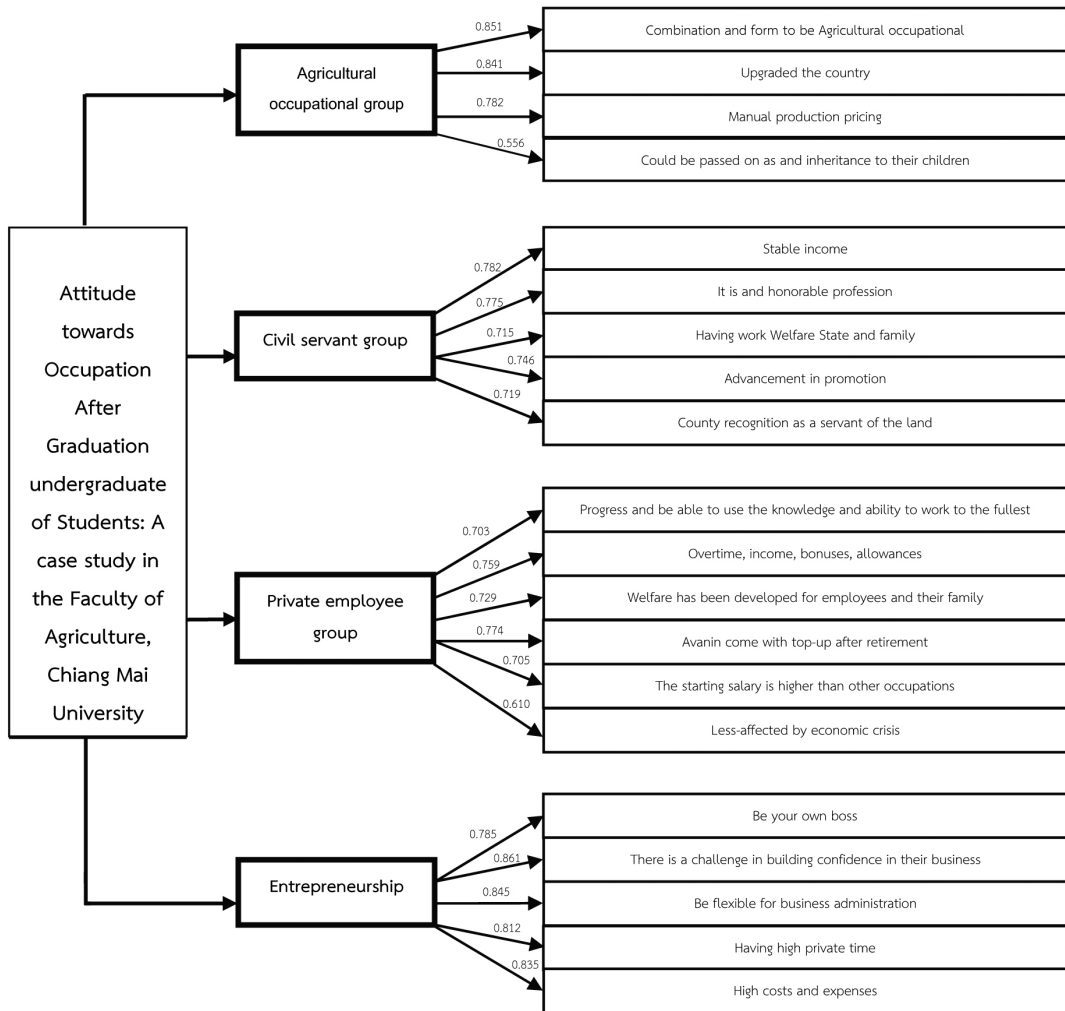 0.851
Combination and form to be Agricultural occupational
Agricultural
occupational group
0.841
Upgraded the country
0.782
Manual production pricing
0.556
Could be passed on as and inheritance to their children
Attitude
towards
Occupation
After
Graduation
undergraduate
of Students: A
case study in
the Faculty of
Agriculture,
Chiang Mai
University
Civil servant group
0.782
Stable income
0.775
It is and honorable profession
0.715
Having work Welfare State and family
0.746
Advancement in promotion
0.719
County recognition as a servant of the land
Private employee
group
0.703
Progress and be able to use the knowledge and ability to work to the fullest
0.759
Overtime, income, bonuses, allowances
0.729
Welfare has been developed for employees and their family
0.774
Avanin come with top-up after retirement
0.705
The starting salary is higher than other occupations
0.610
Less-affected by economic crisis
Entrepreneurship
0.785
Be your own boss
0.861
There is a challenge in building confidence in their business
0.845
Be flexible for business administration
0.812
Having high private time
0.835
High costs and expenses